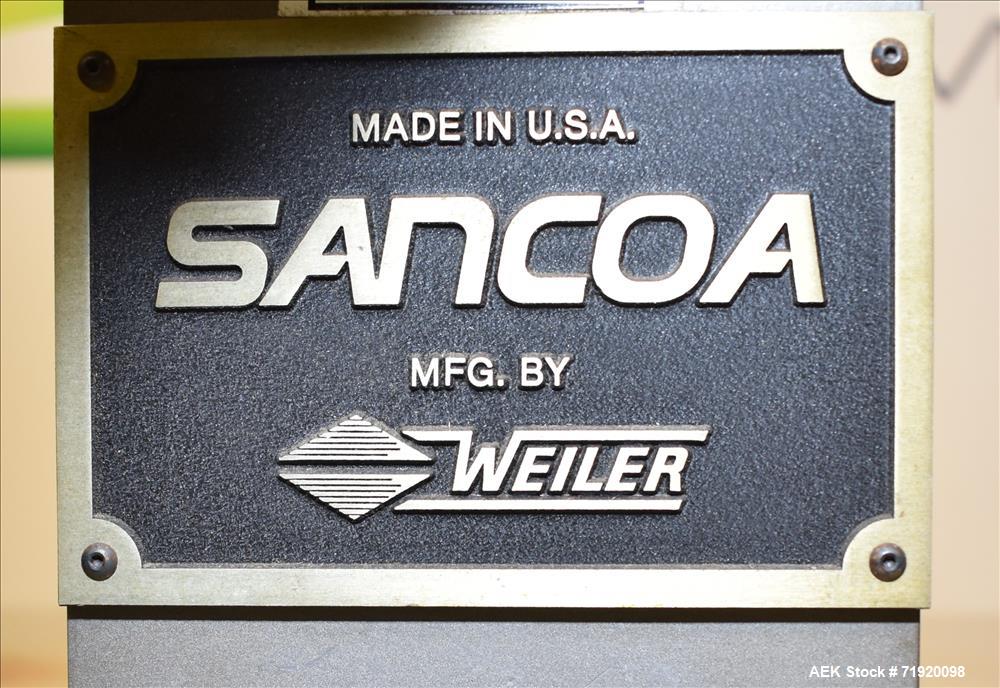 MADE IN U.S.A.
SANCOA
MFG. BY
WEILER
AEK Stock # 71920098